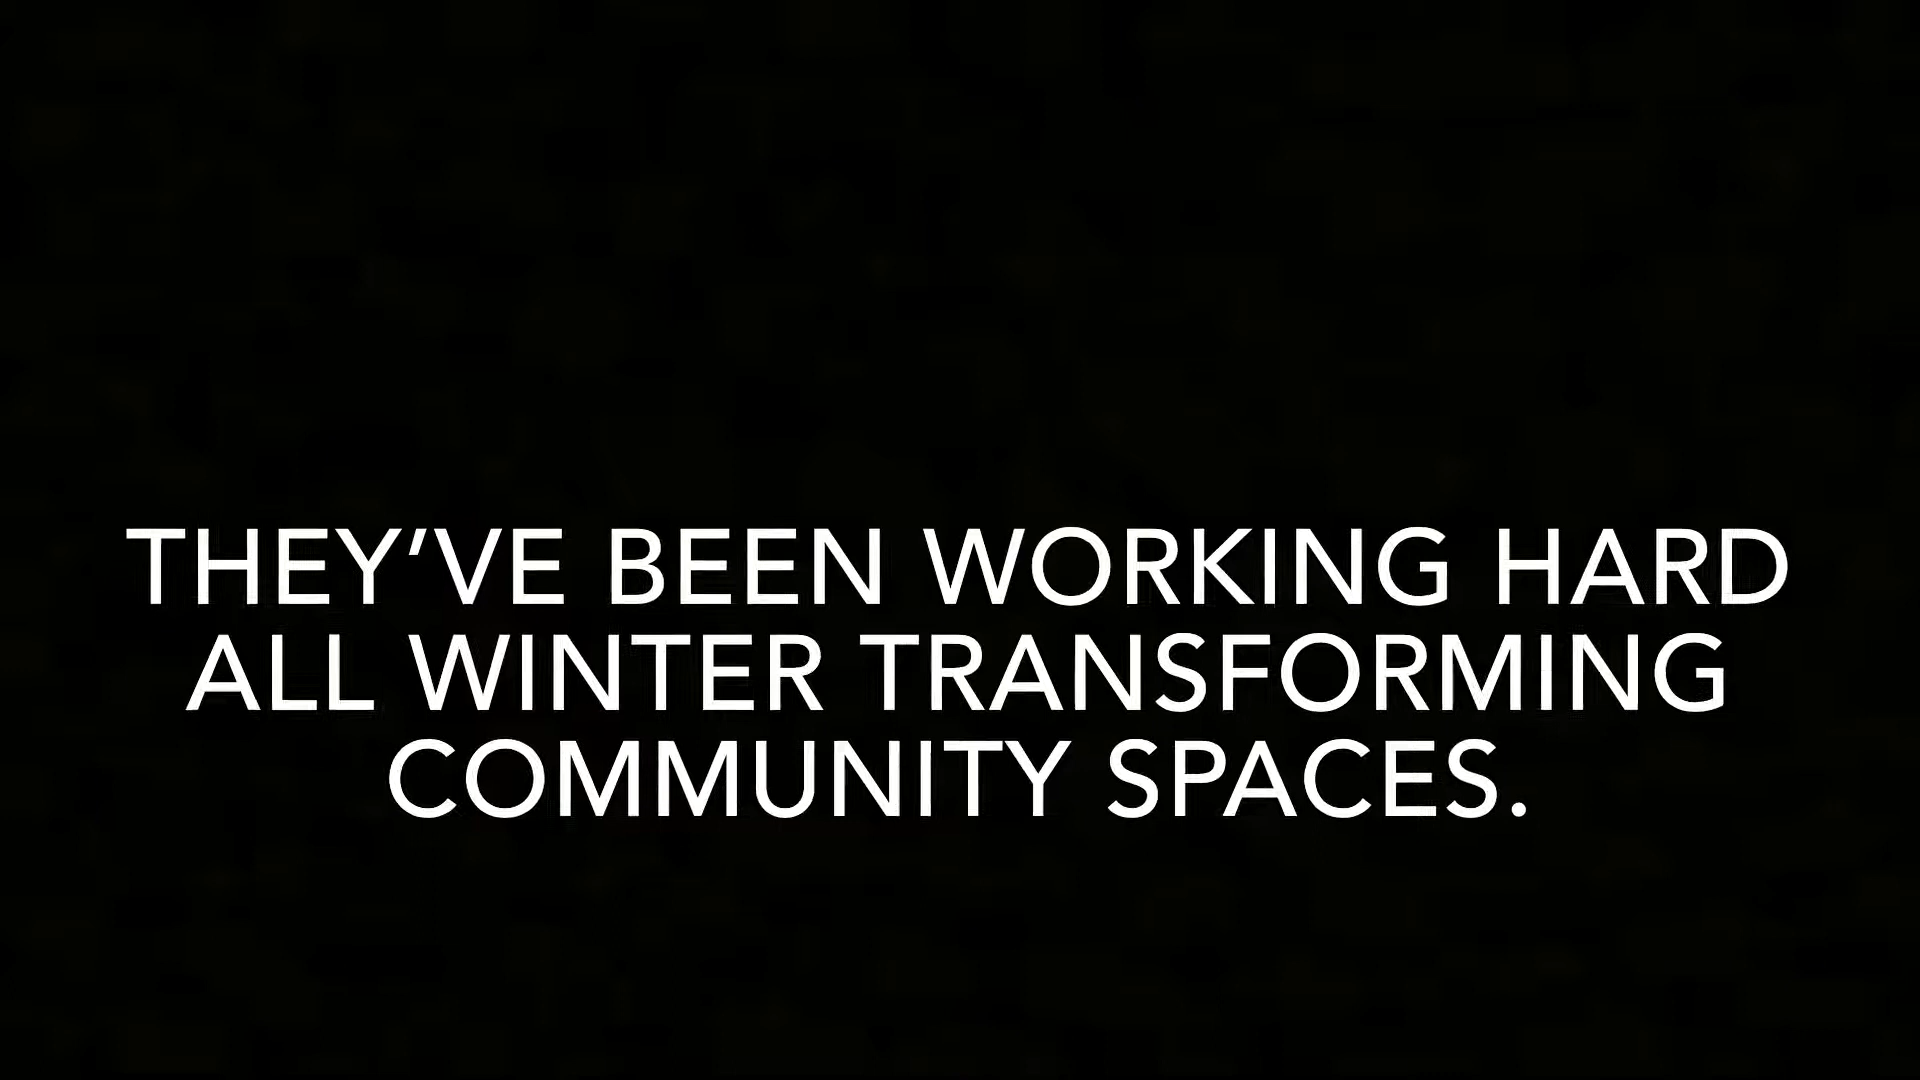 THEY’VE BEEN WORKING HARD
ALL WINTER TRANSFORMING
COMMUNITY SPACES.